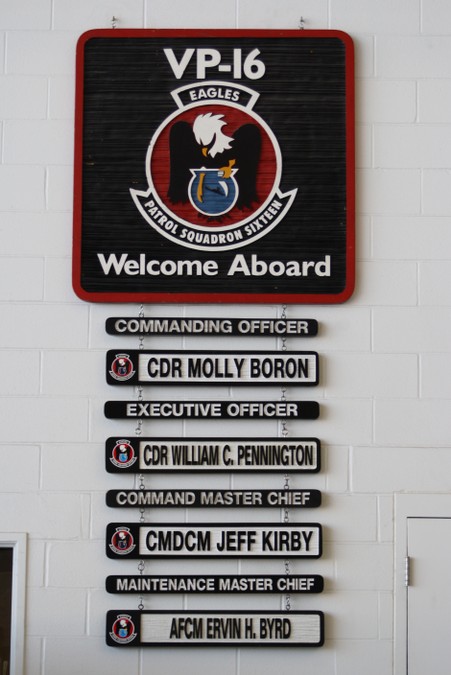 VP-16
EAGLES
PATROL SQUADRON SIXTEEN
Welcome Aboard
COMMANDING OFFICER
CDR MOLLY BORON
EXECUTIVE OFFICER
CDR WILLIAM C. PENNINGTON
COMMAND MASTER CHIEF
CMDCM JEFF KIRBY
MAINTENANCE MASTER CHIEF
AFCM ERVIN H. BYRD